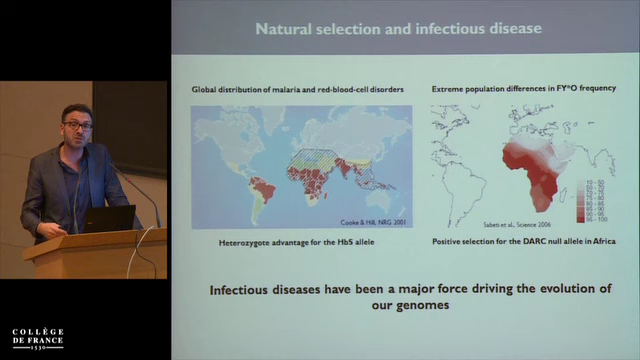 Natural selection and infectious disease
Global distribution of malaria and red-blood-cell disorders
Extreme population differences in FY*O frequency
Cooke & Hill, NRG 2001
Sabeti et al., Science 2006
Heterozygote advantage for the HbS allele
Positive selection for the DARC null allele in Africa
Infectious diseases have been a major force driving the evolution of
our genomes
COLLÈGE
DE FRANCE
1530